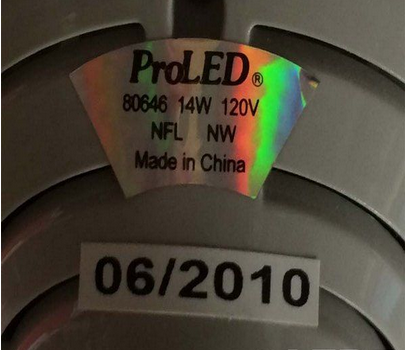 ProLED®
80646 14W 120V
NFL NW
Made in China
06/2010